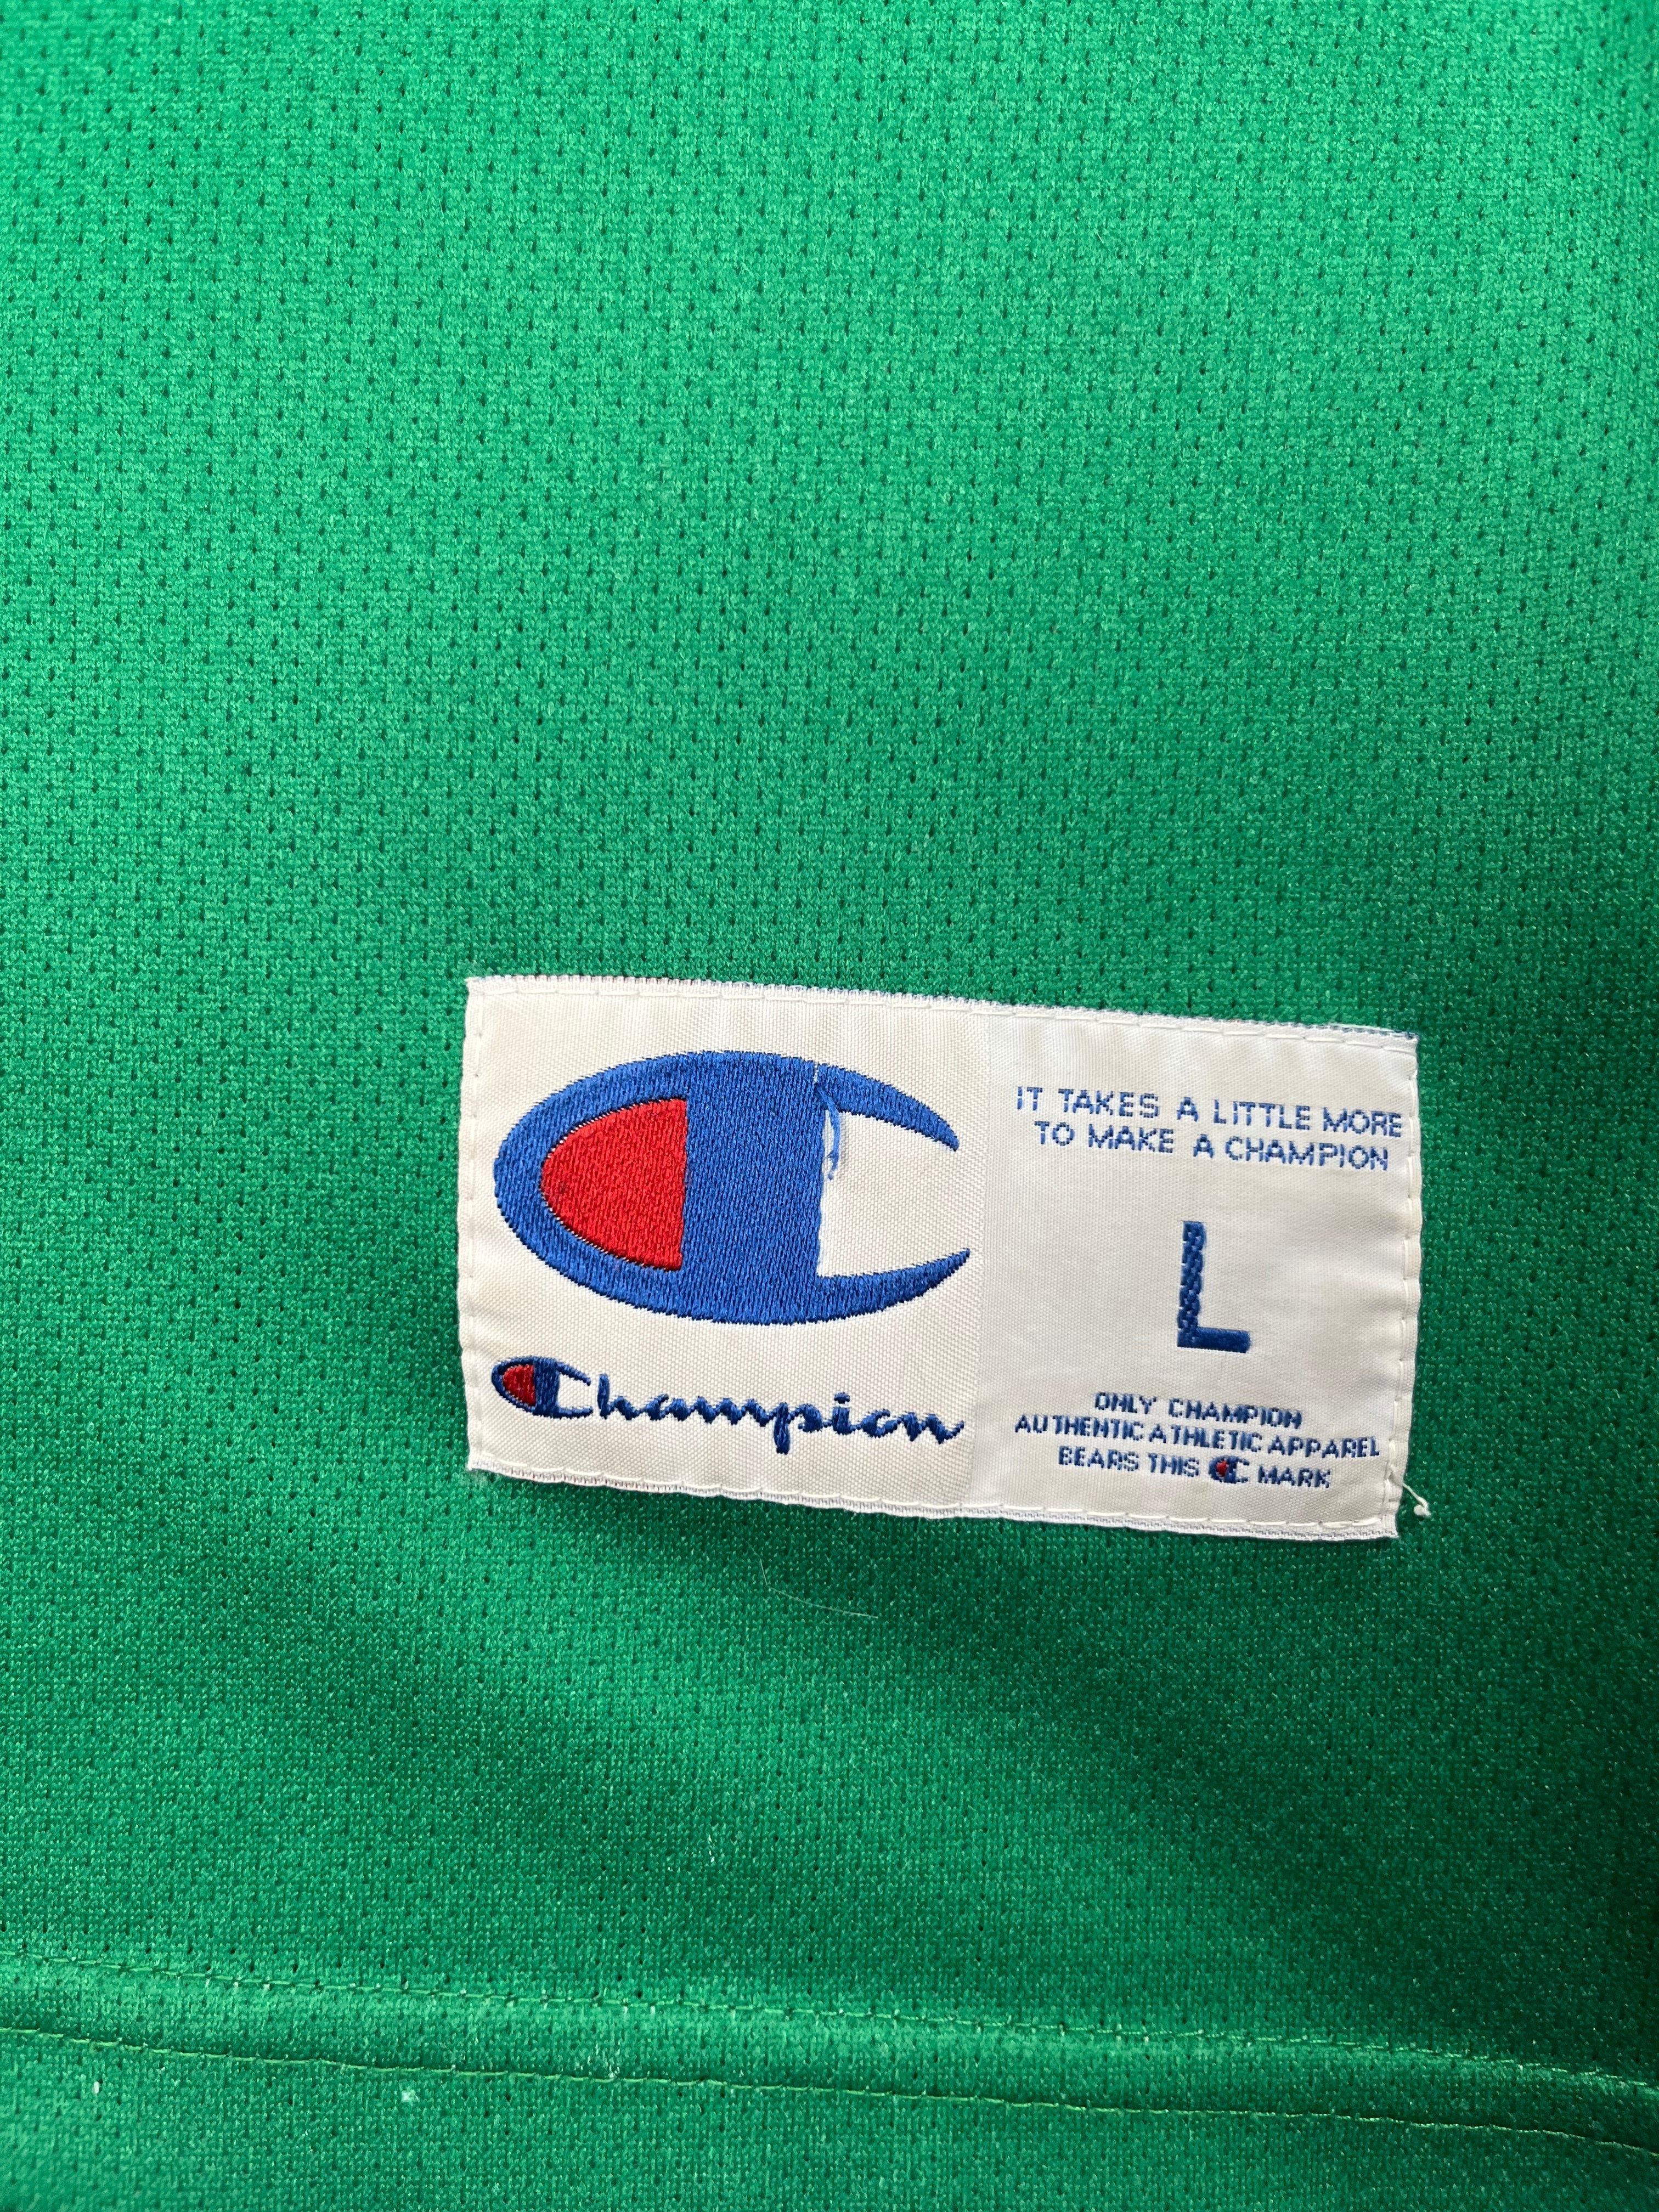 Champion
IT TAKES A LITTLE MORE
TO MAKE A CHAMPION
L
ONLY CHAMPION
AUTHENTIC ATHLETIC APPAREL
BEARS THIS C MARK